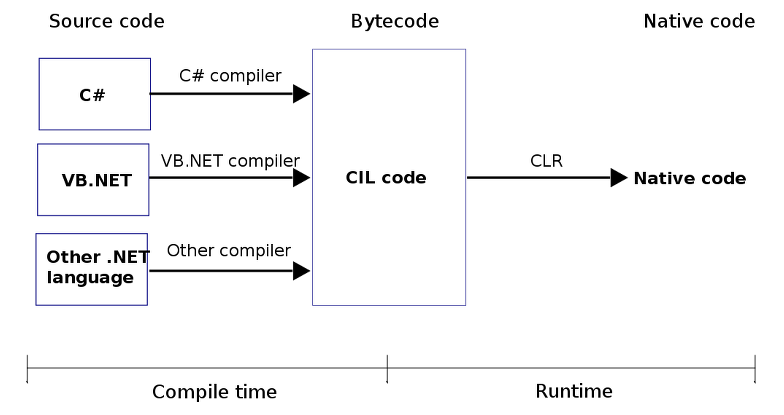 Source code
Bytecode
Native code
C#
C# compiler
VB.NET
VB.NET compiler
CIL code
CLR
Native code
Other .NET
language
Other compiler
Compile time
Runtime